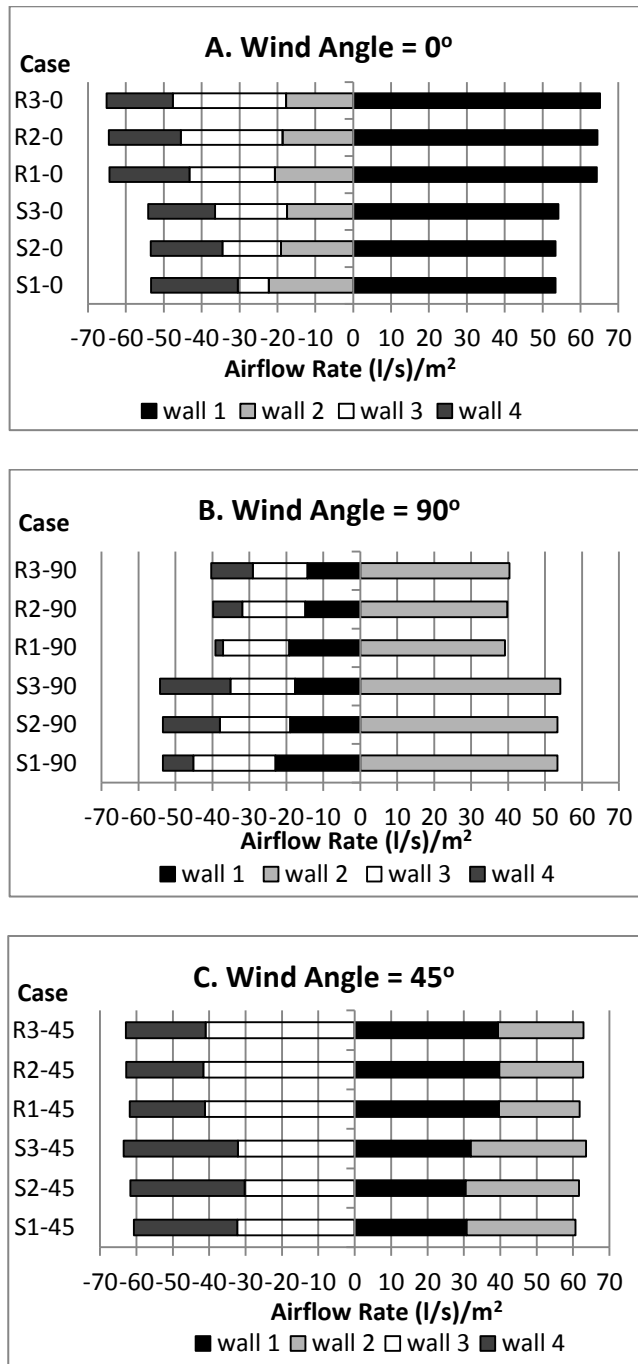 A. Wind Angle = 0°
Case
R3-0
R2-0
R1-0
S3-0
S2-0
S1-0
-70 -60 -50 -40 -30 -20 -10 0 10 20 30 40 50 60 70
Airflow Rate (l/s)/m²
wall 1 wall 2 wall 3 wall 4
B. Wind Angle = 90°
Case
R3-90
R2-90
R1-90
S3-90
S2-90
S1-90
-70 -60 -50 -40 -30 -20 -10 0 10 20 30 40 50 60 70
Airflow Rate (l/s)/m²
wall 1 wall 2 wall 3 wall 4
C. Wind Angle = 45°
Case
R3-45
R2-45
R1-45
S3-45
S2-45
S1-45
-70 -60 -50 -40 -30 -20 -10 0 10 20 30 40 50 60 70
Airflow Rate (l/s)/m²
wall 1 wall 2 wall 3 wall 4